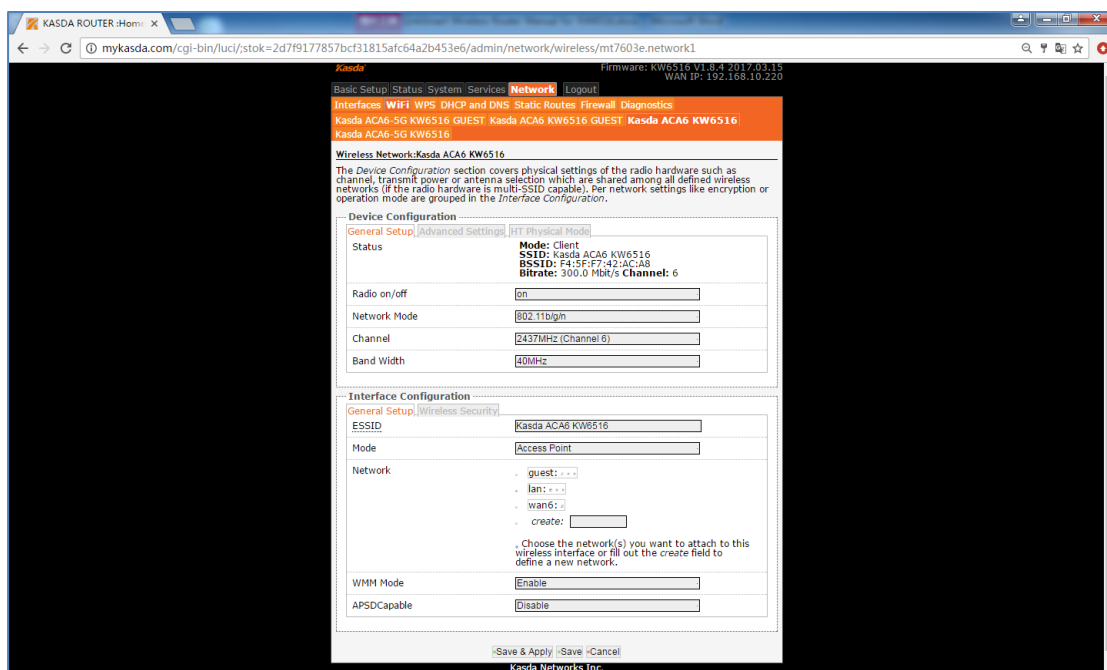 KASDA ROUTER :Hom
mykasda.com/cgi-bin/luci/;stok=2d7f9177857bcf31815afc64a2b453e6/admin/network/wireless/mt7603e.network1
Kasda
Firmware: KW6516 V1.8.4 2017.03.15
WAN IP: 192.168.10.220
Basic Setup Status System Services Network Logout
Interfaces WiFi WPS DHCP and DNS Static Routes Firewall Diagnostics
Kasda ACA6-5G KW6516 GUEST Kasda ACA6 KW6516 GUEST Kasda ACA6 KW6516
Kasda ACA6-5G KW6516
Wireless Network:Kasda ACA6 KW6516
The Device Configuration section covers physical settings of the radio hardware such as
channel, transmit power or antenna selection which are shared among all defined wireless
networks (if the radio hardware is multi-SSID capable). Per network settings like encryption or
operation mode are grouped in the Interface Configuration.
Device Configuration
General Setup Advanced Settings HT Physical Mode
Status
Mode: Client
SSID: Kasda ACA6 KW6516
BSSID: F4:5F:F7:42:AC:A8
Bitrate: 300.0 Mbit/s Channel: 6
Radio on/off on
Network Mode 802.11b/g/n
Channel 2437MHz (Channel 6)
Band Width 40MHz
Interface Configuration
General Setup Wireless Security
ESSID Kasda ACA6 KW6516
Mode Access Point
Network
guest:
lan:
wan6:
create:
Choose the network(s) you want to attach to this
wireless interface or fill out the create field to
define a new network.
WMM Mode Enable
APSDCapable Disable
Save & Apply Save Cancel
Kasda Networks Inc.